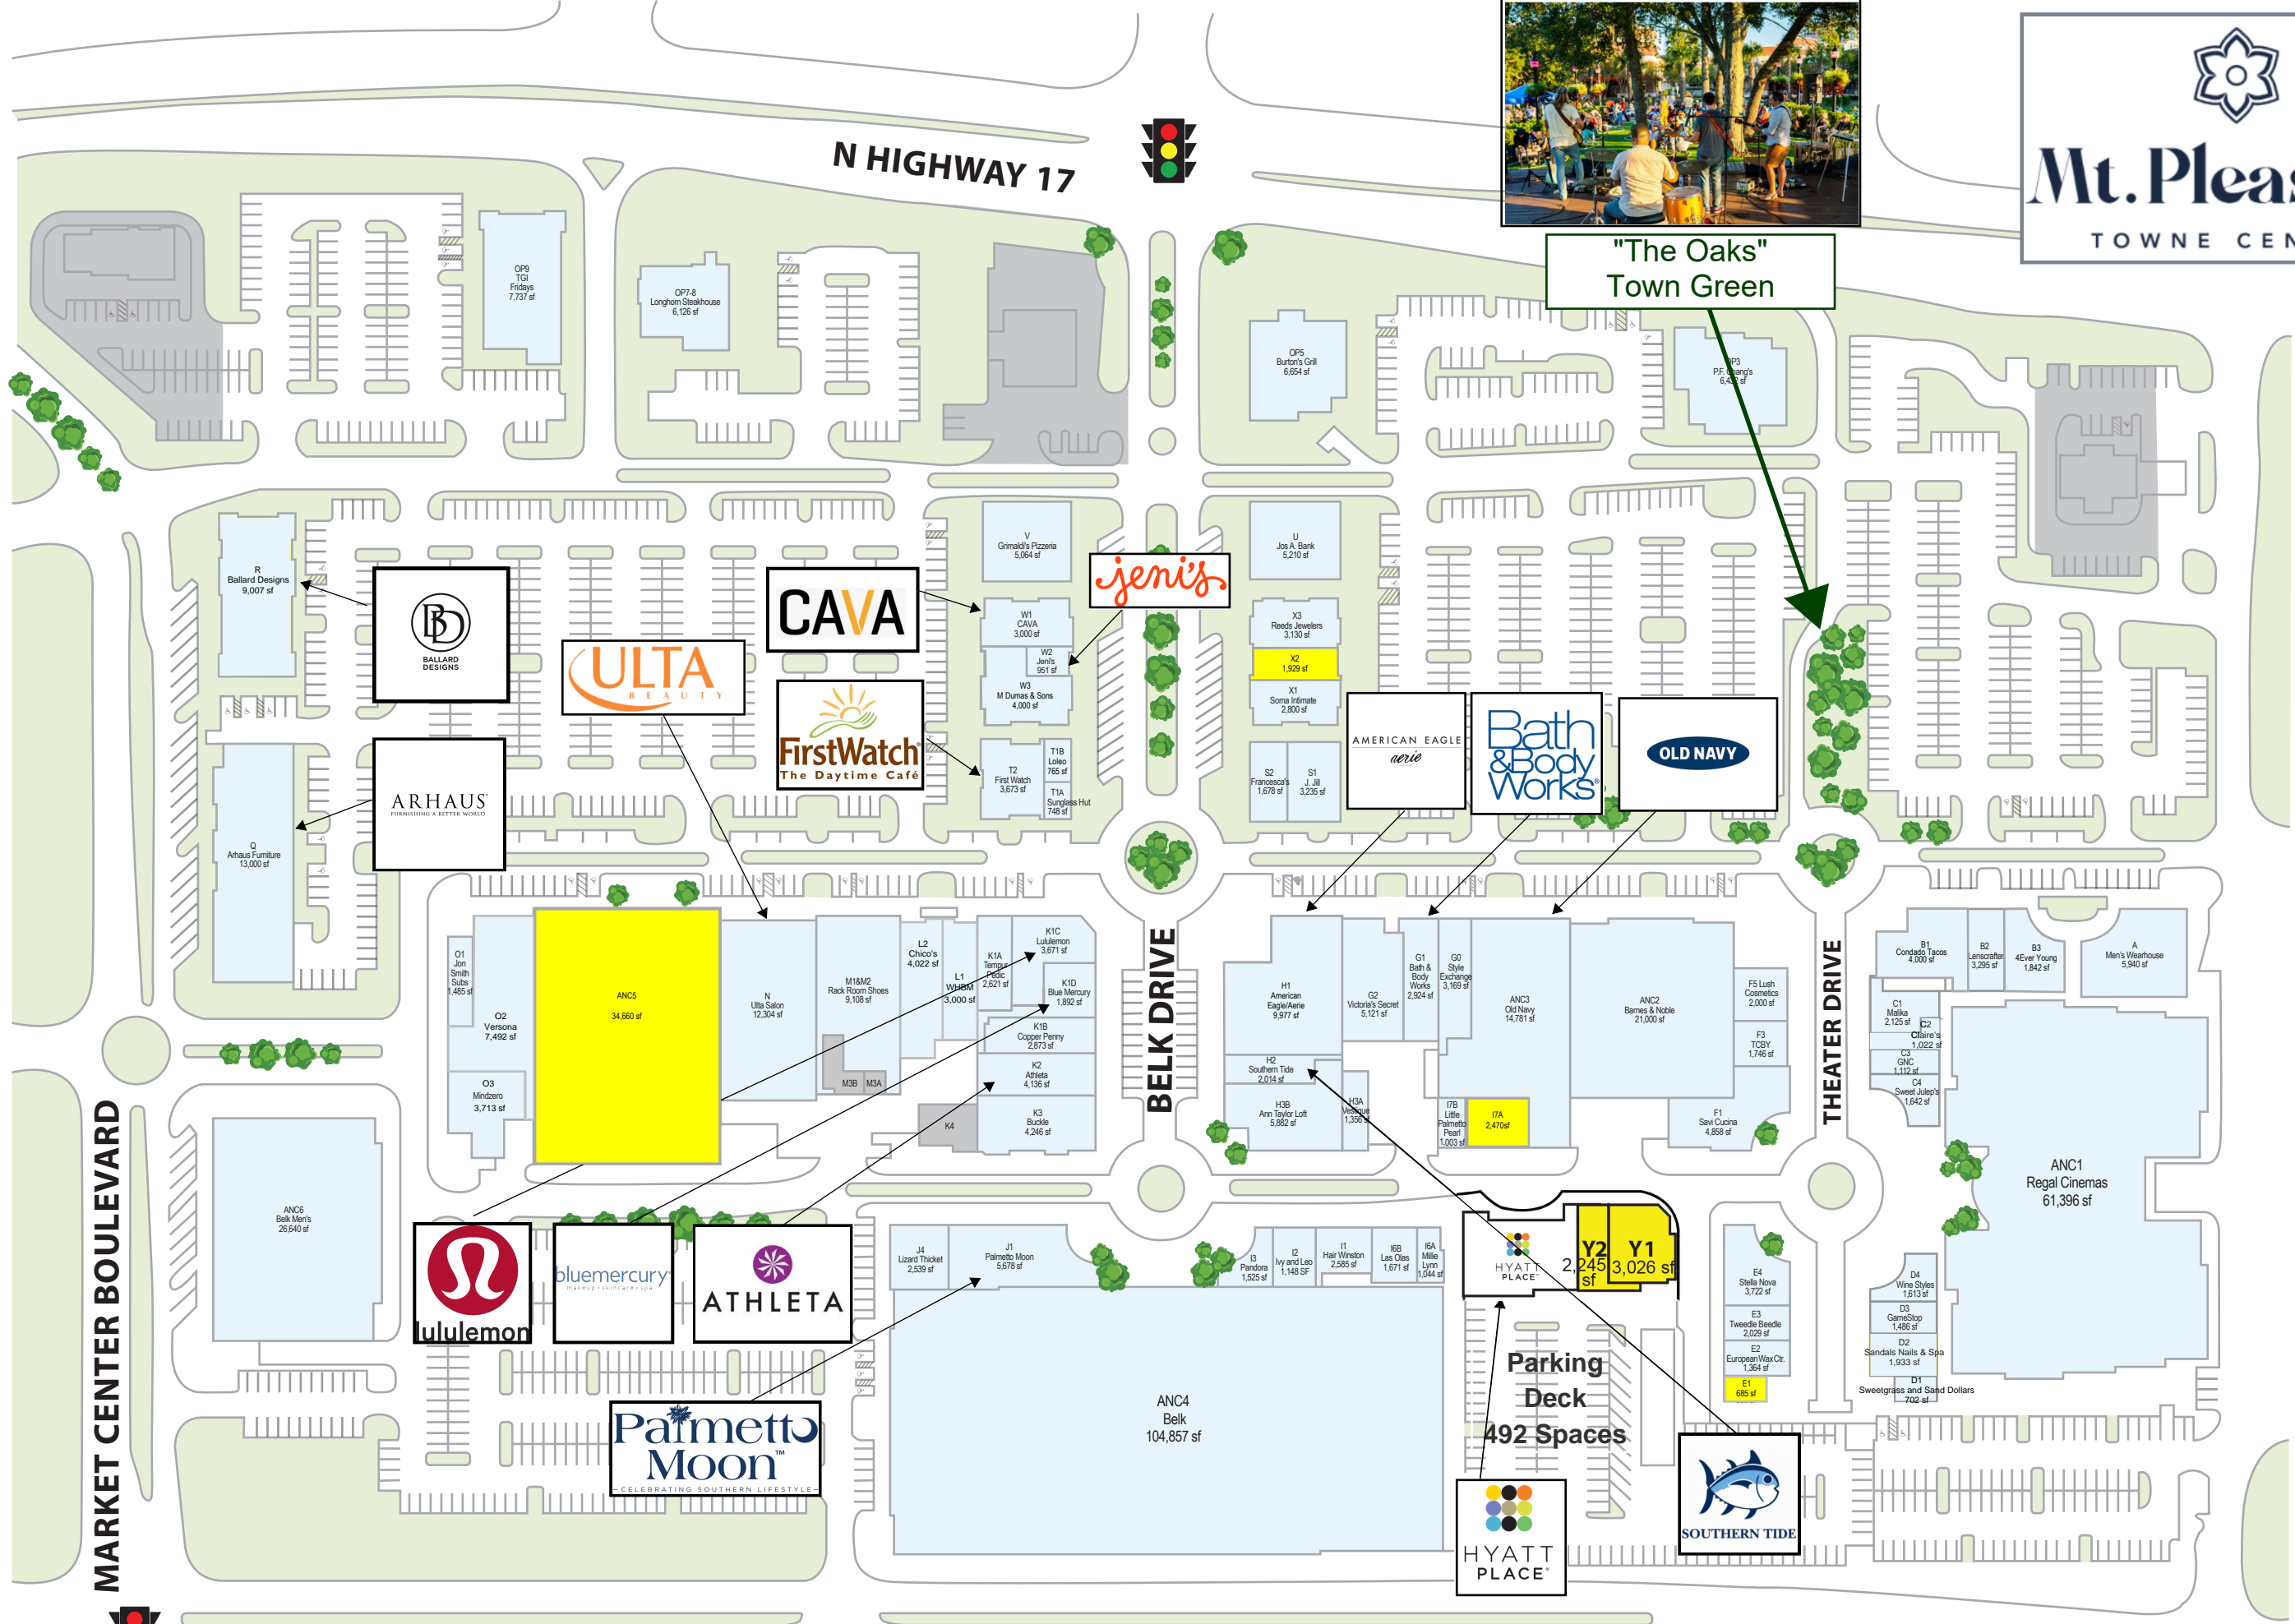 N HIGHWAY 17
Mt. Pleas
TOWNE CEN
"The Oaks"
Town Green
OP9
TGI
Fridays
7,737 sf
OP7-8
Longhorn Steakhouse
6,126 sf
OP5
Burton's Grill
6,654 sf
OP3
P.F. Chang's
6,432 sf
R
Ballard Designs
9,007 sf
BD
BALLARD
DESIGNS
ULTA
BEAUTY
CAVA
jeni's
FirstWatch
The Daytime Café
V
Grimaldi's Pizzeria
5,064 sf
W1
CAVA
3,000 sf
W2
Jeni's
951 sf
W3
M Dumas & Sons
4,000 sf
T2
First Watch
3,673 sf
T1B
Loleo
765 sf
T1A
Sunglass Hut
748 sf
U
Jos A. Bank
5,210 sf
X3
Reeds Jewelers
3,130 sf
X2
1,929 sf
X1
Soma Intimate
2,800 sf
S2
Francesca's
1,678 sf
S1
J. Jill
3,235 sf
AMERICAN EAGLE
aerie
Bath
&Body
Works
OLD NAVY
ARHAUS
FURNISHING A BETTER WORLD
Q
Arhaus Furniture
13,000 sf
O1
Jon
Smith
Subs
1,485 sf
O2
Versona
7,492 sf
O3
Mindzero
3,713 sf
ANC5
34,660 sf
N
Ulta Salon
12,304 sf
M1&M2
Rack Room Shoes
9,108 sf
M3B
M3A
L2
Chico's
4,022 sf
L1
WHBM
3,000 sf
K1A
Tempur
Pedic
2,621 sf
K1C
Lululemon
3,671 sf
K1D
Blue Mercury
1,892 sf
K1B
Copper Penny
2,873 sf
K2
Athleta
4,136 sf
K3
Buckle
4,246 sf
K4
BELK DRIVE
H1
American
Eagle/Aerie
9,977 sf
H2
Southern Tide
2,014 sf
H3B
Ann Taylor Loft
5,882 sf
H3A
Vestique
1,356 sf
G2
Victoria's Secret
5,121 sf
G1
Bath &
Body
Works
2,924 sf
G0
Style
Exchange
3,169 sf
ANC3
Old Navy
14,781 sf
I7B
Little
Palmetto
Pearl
1,003 sf
I7A
2,470sf
ANC2
Barnes & Noble
21,000 sf
F5 Lush
Cosmetics
2,000 sf
F3
TCBY
1,746 sf
F1
Savi Cucina
4,858 sf
THEATER DRIVE
B1
Condado Tacos
4,000 sf
B2
Lenscrafter
3,295 sf
B3
4Ever Young
1,842 sf
A
Men's Wearhouse
5,940 sf
C1
Malika
2,125 sf
C2
Claire's
1,022 sf
C3
GNC
1,112 sf
C4
Sweet Julep's
1,642 sf
ANC1
Regal Cinemas
61,396 sf
MARKET CENTER BOULEVARD
ANC6
Belk Men's
26,640 sf
lululemon
bluemercury
makeup • skincare • spa
ATHLETA
J4
Lizard Thicket
2,539 sf
J1
Palmetto Moon
5,678 sf
I3
Pandora
1,525 sf
I2
Ivy and Leo
1,148 SF
I1
Hair Winston
2,585 sf
I6B
Las Olas
1,671 sf
I6A
Millie
Lynn
1,044 sf
HYATT
PLACE
Y2
2,245
sf
Y1
3,026 sf
E4
Stella Nova
3,722 sf
E3
Tweedle Beedle
2,029 sf
E2
European Wax Ctr.
1,364 sf
E1
685 sf
D4
Wine Styles
1,613 sf
D3
GameStop
1,486 sf
D2
Sandals Nails & Spa
1,933 sf
D1
Sweetgrass and Sand Dollars
702 sf
Palmetto
Moon™
CELEBRATING SOUTHERN LIFESTYLE
ANC4
Belk
104,857 sf
Parking
Deck
492 Spaces
HYATT
PLACE
SOUTHERN TIDE